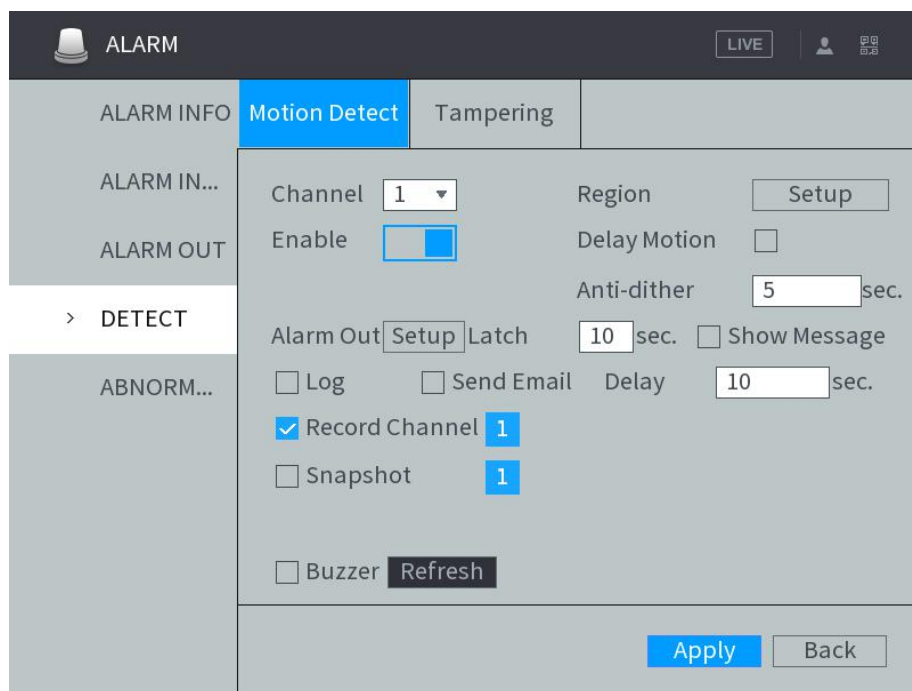 ALARM
LIVE
ALARM INFO
ALARM IN...
ALARM OUT
> DETECT
ABNORM...
Motion Detect Tampering
Channel 1 Region Setup
Enable Delay Motion
Anti-dither 5 sec.
Alarm Out Setup Latch 10 sec. Show Message
Log Send Email Delay 10 sec.
Record Channel 1
Snapshot 1
Buzzer Refresh
Apply Back